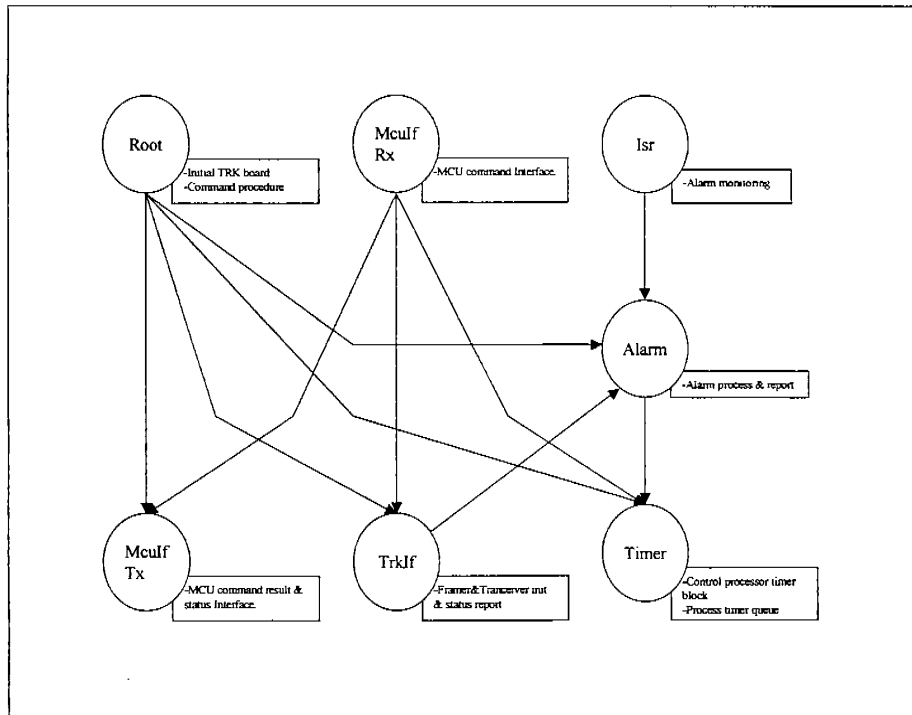 Root
-Initial TRK board
-Command procedure
McuIf
Rx
-MCU command Interface.
Isr
-Alarm monitoring
Alarm
-Alarm process & report
McuIf
Tx
-MCU command result &
status Interface.
TrkIf
-Framer&Trancerver init
& status report
Timer
-Control processor timer
block
-Process timer queue